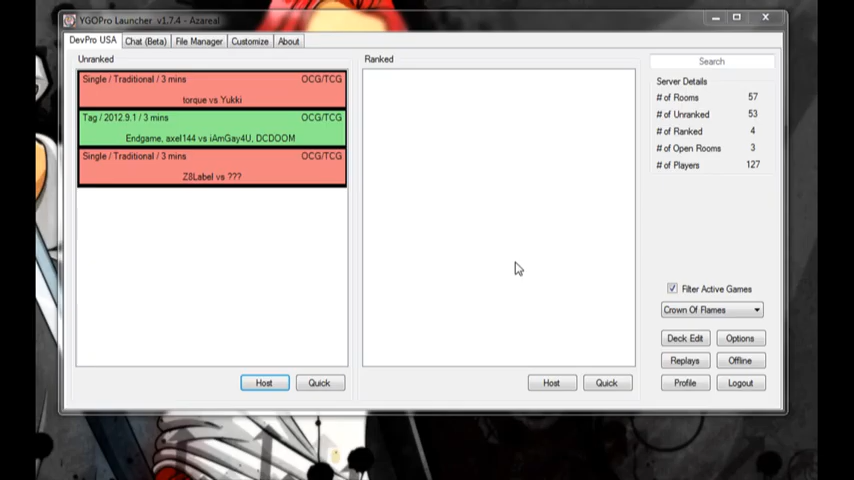 YGOPro Launcher v1.7.4 - Azareal
DevPro USA Chat (Beta) File Manager Customize About
Unranked
Single / Traditional / 3 mins OCG/TCG
torque vs Yukki
Tag / 2012.9.1 / 3 mins OCG/TCG
Endgame, axel144 vs iAmGay4U, DCDOOM
Single / Traditional / 3 mins OCG/TCG
Z8Label vs ???
Host Quick
Ranked
Host Quick
Search
Server Details
# of Rooms 57
# of Unranked 53
# of Ranked 4
# of Open Rooms 3
# of Players 127
Filter Active Games
Crown Of Flames
Deck Edit Options
Replays Offline
Profile Logout